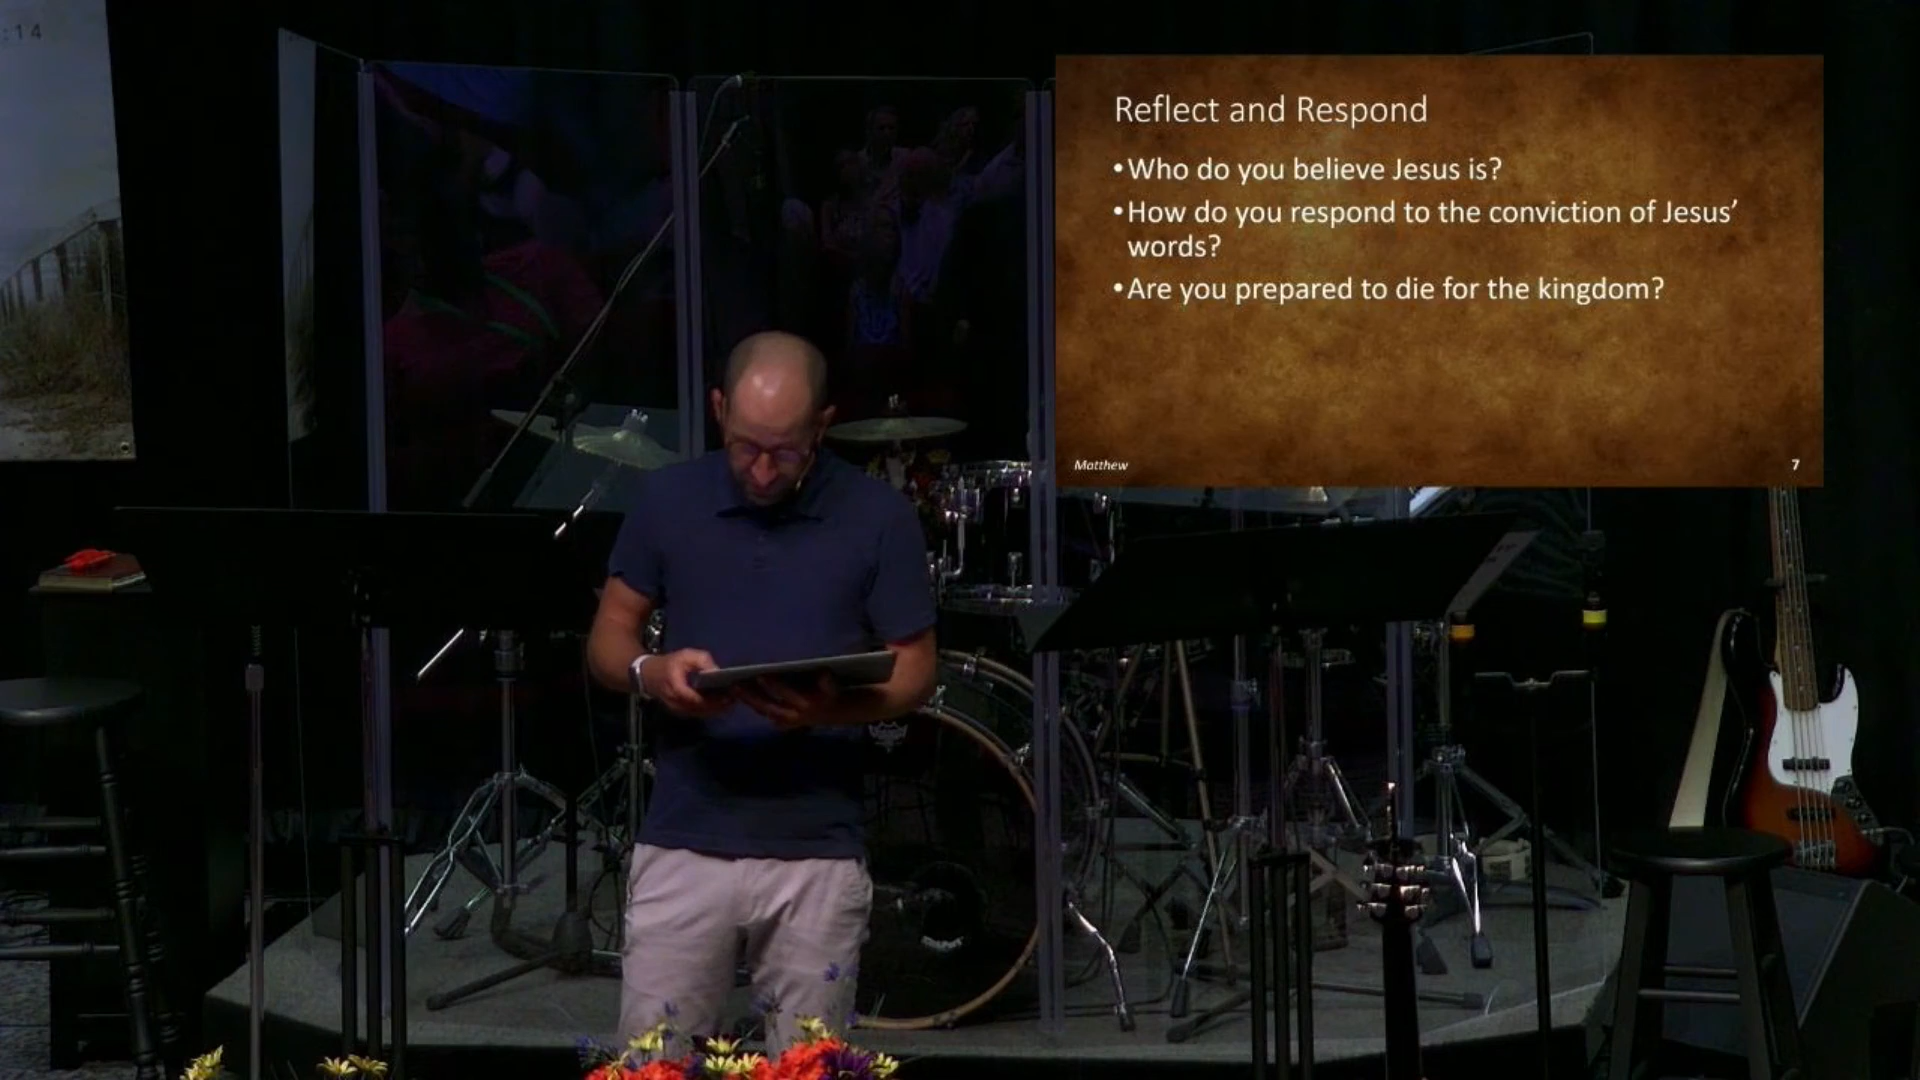 :14
Reflect and Respond
•Who do you believe Jesus is?
•How do you respond to the conviction of Jesus'
words?
•Are you prepared to die for the kingdom?
Matthew
7